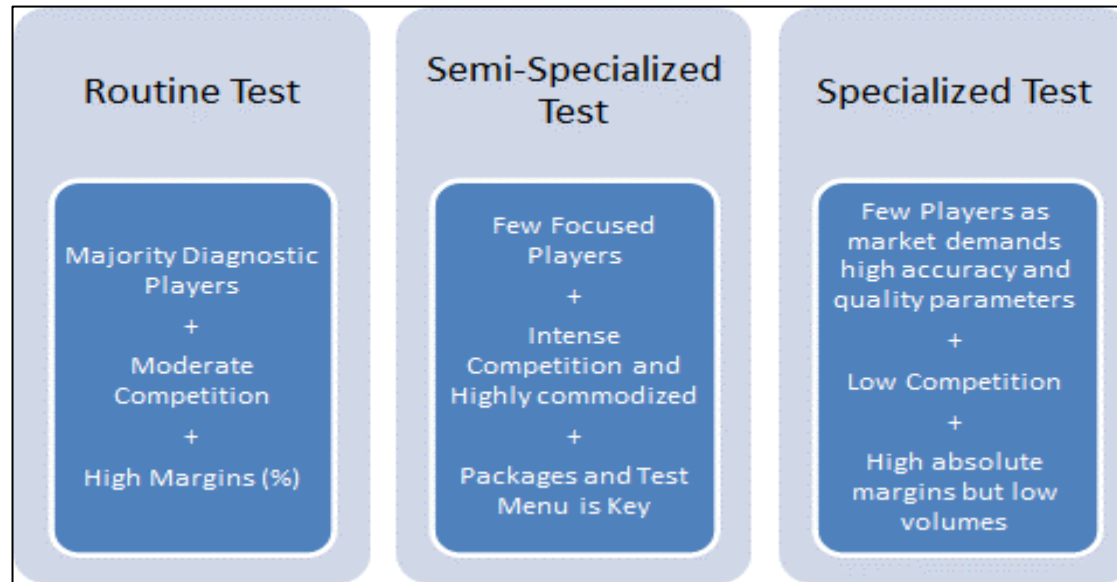 Routine Test
Majority Diagnostic
Players
+
Moderate
Competition
+
High Margins (%)
Semi-Specialized
Test
Few Focused
Players
+
Intense
Competition and
Highly commodized
+
Packages and Test
Menu is Key
Specialized Test
Few Players as
market demands
high accuracy and
quality parameters
+
Low Competition
+
High absolute
margins but low
volumes